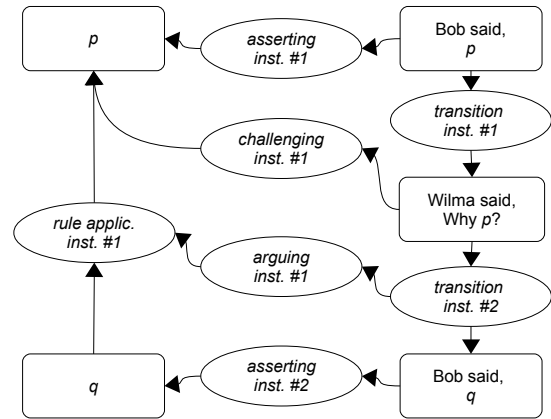 p
asserting
inst. #1
Bob said,
p
transition
inst. #1
challenging
inst. #1
Wilma said,
Why p?
rule applic.
inst. #1
arguing
inst. #1
transition
inst. #2
q
asserting
inst. #2
Bob said,
q